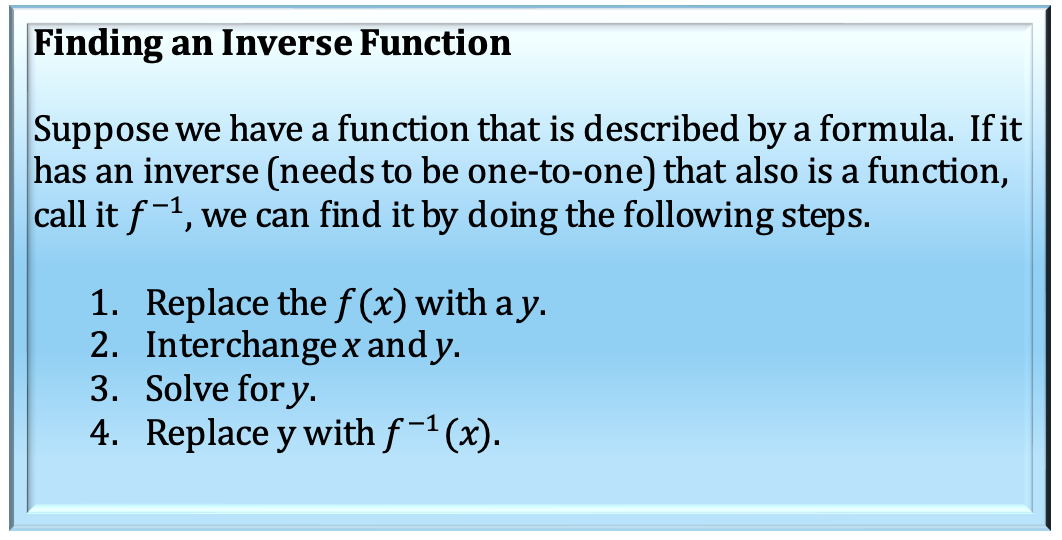 Finding an Inverse Function
Suppose we have a function that is described by a formula.  If it
has an inverse (needs to be one-to-one) that also is a function,
call it f⁻¹, we can find it by doing the following steps.
1.   Replace the f(x) with a y.
2.   Interchange x and y.
3.   Solve for y.
4.   Replace y with f⁻¹(x).